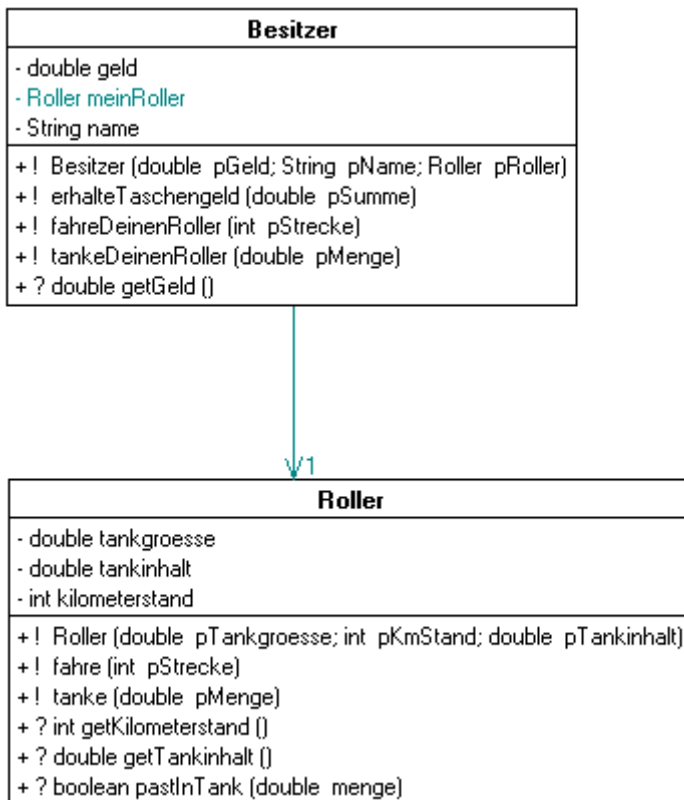 Besitzer
- double geld
- Roller meinRoller
- String name
+ ! Besitzer (double pGeld; String pName; Roller pRoller)
+ ! erhalteTaschengeld (double pSumme)
+ ! fahreDeinenRoller (int pStrecke)
+ ! tankeDeinenRoller (double pMenge)
+ ? double getGeld ()
1
Roller
- double tankgroesse
- double tankinhalt
- int kilometerstand
+ ! Roller (double pTankgroesse; int pKmStand; double pTankinhalt)
+ ! fahre (int pStrecke)
+ ! tanke (double pMenge)
+ ? int getKilometerstand ()
+ ? double getTankinhalt ()
+ ? boolean pastInTank (double menge)